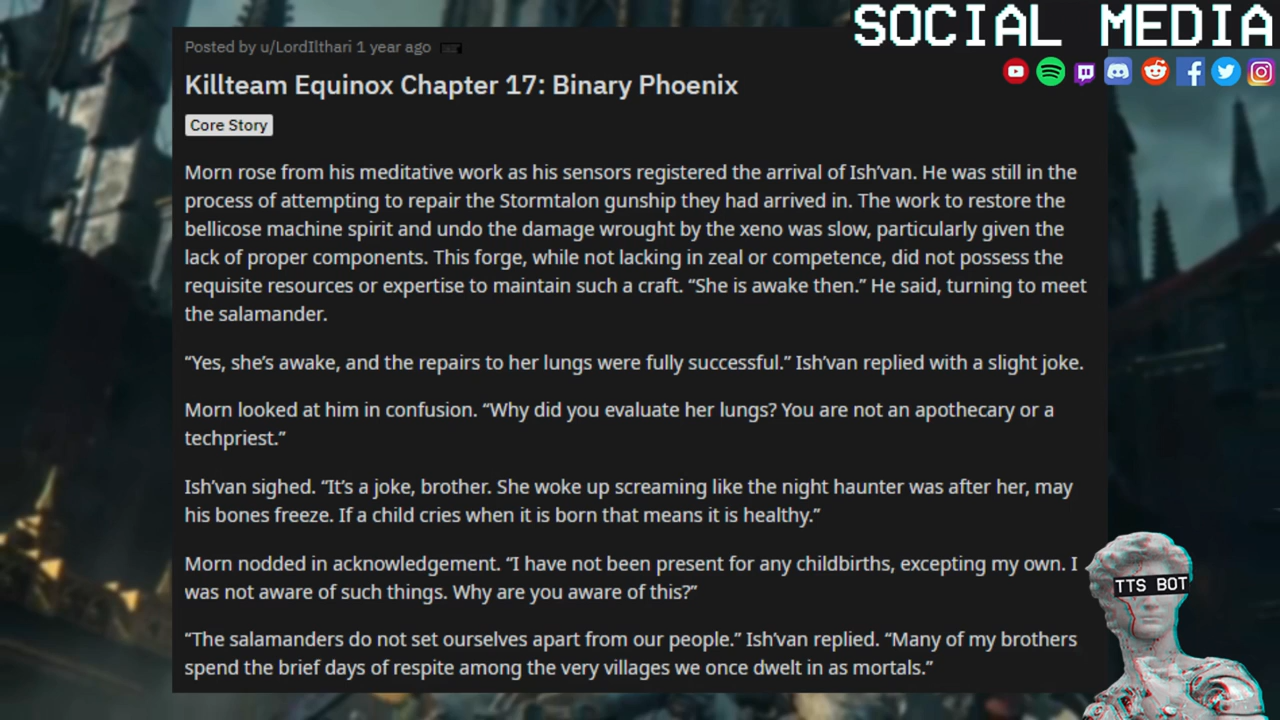 SOCIAL MEDIA
Posted by u/LordIlthari 1 year ago
Killteam Equinox Chapter 17: Binary Phoenix
Core Story
Morn rose from his meditative work as his sensors registered the arrival of Ish’van. He was still in the
process of attempting to repair the Stormtalon gunship they had arrived in. The work to restore the
bellicose machine spirit and undo the damage wrought by the xeno was slow, particularly given the
lack of proper components. This forge, while not lacking in zeal or competence, did not possess the
requisite resources or expertise to maintain such a craft. “She is awake then.” He said, turning to meet
the salamander.
“Yes, she’s awake, and the repairs to her lungs were fully successful.” Ish’van replied with a slight joke.
Morn looked at him in confusion. “Why did you evaluate her lungs? You are not an apothecary or a
techpriest.”
Ish’van sighed. “It’s a joke, brother. She woke up screaming like the night haunter was after her, may
his bones freeze. If a child cries when it is born that means it is healthy.”
Morn nodded in acknowledgement. “I have not been present for any childbirths, excepting my own. I
was not aware of such things. Why are you aware of this?”
“The salamanders do not set ourselves apart from our people.” Ish’van replied. “Many of my brothers
spend the brief days of respite among the very villages we once dwelt in as mortals.”
TTS BOT